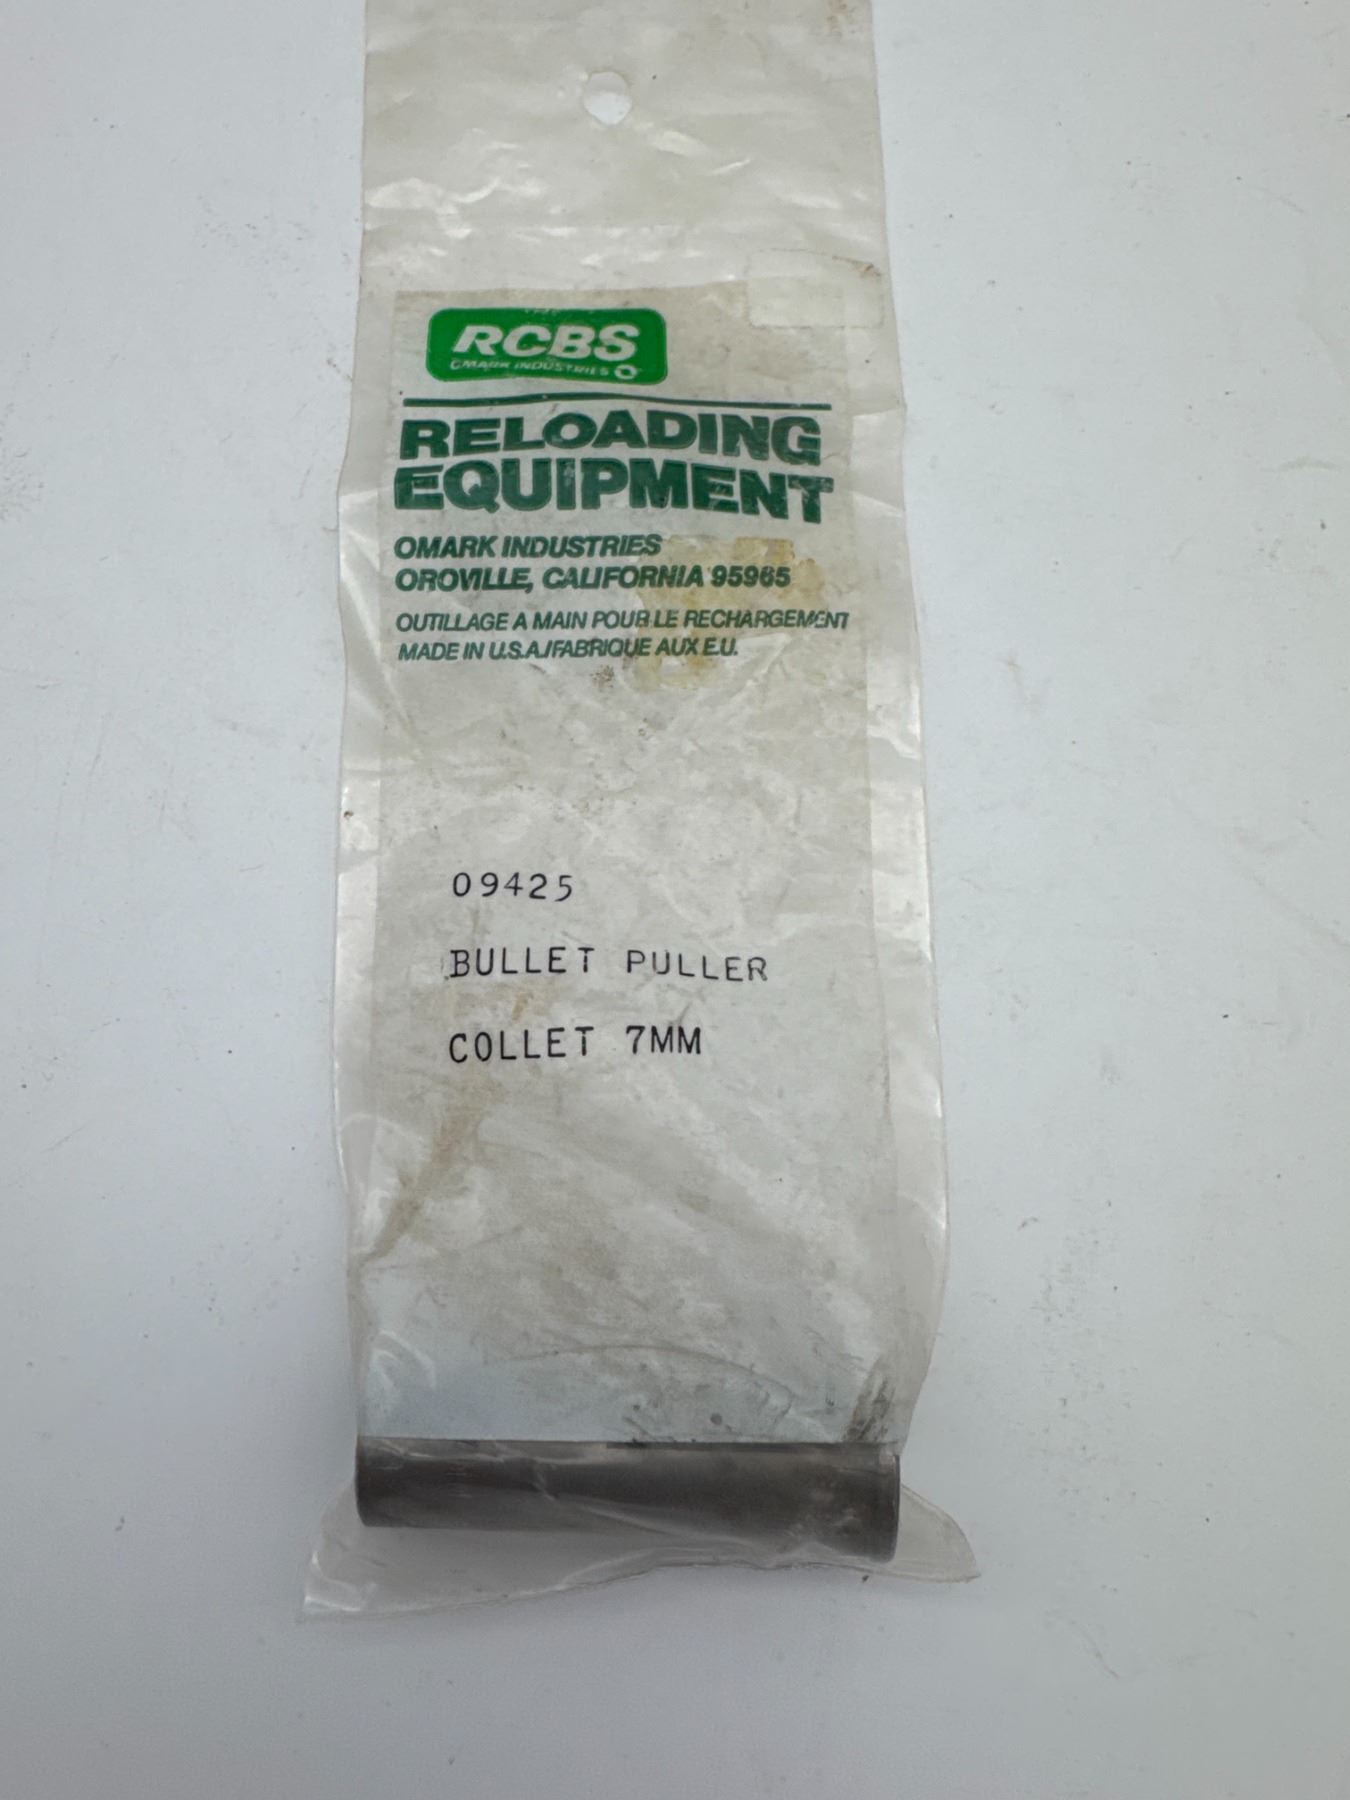 RCBS
OMARK INDUSTRIES
RELOADING
EQUIPMENT
OMARK INDUSTRIES
OROVILLE, CALIFORNIA 95965
OUTILLAGE A MAIN POUR LE RECHARGEMENT
MADE IN U.S.A./FABRIQUE AUX E.U.
09425
BULLET PULLER
COLLET 7MM